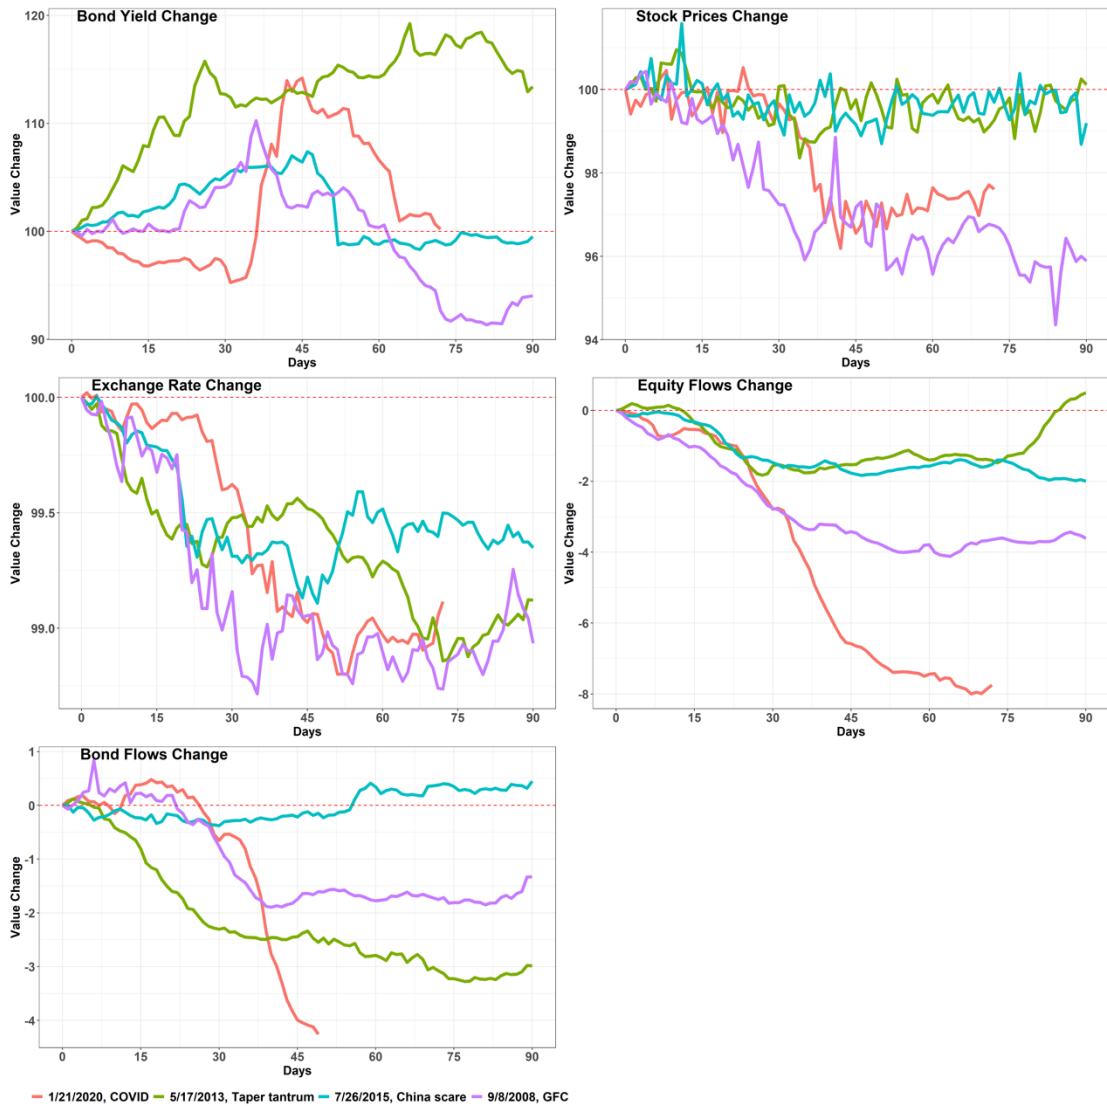 Bond Yield Change
Value Change
120
110
100
90
0 15 30 45 60 75 90
Days
Stock Prices Change
Value Change
100
98
96
94
0 15 30 45 60 75 90
Days
Exchange Rate Change
Value Change
100.0
99.5
99.0
0 15 30 45 60 75 90
Days
Equity Flows Change
Value Change
0
-2
-4
-6
-8
0 15 30 45 60 75 90
Days
Bond Flows Change
Value Change
1
0
-1
-2
-3
-4
0 15 30 45 60 75 90
Days
1/21/2020, COVID 5/17/2013, Taper tantrum 7/26/2015, China scare 9/8/2008, GFC